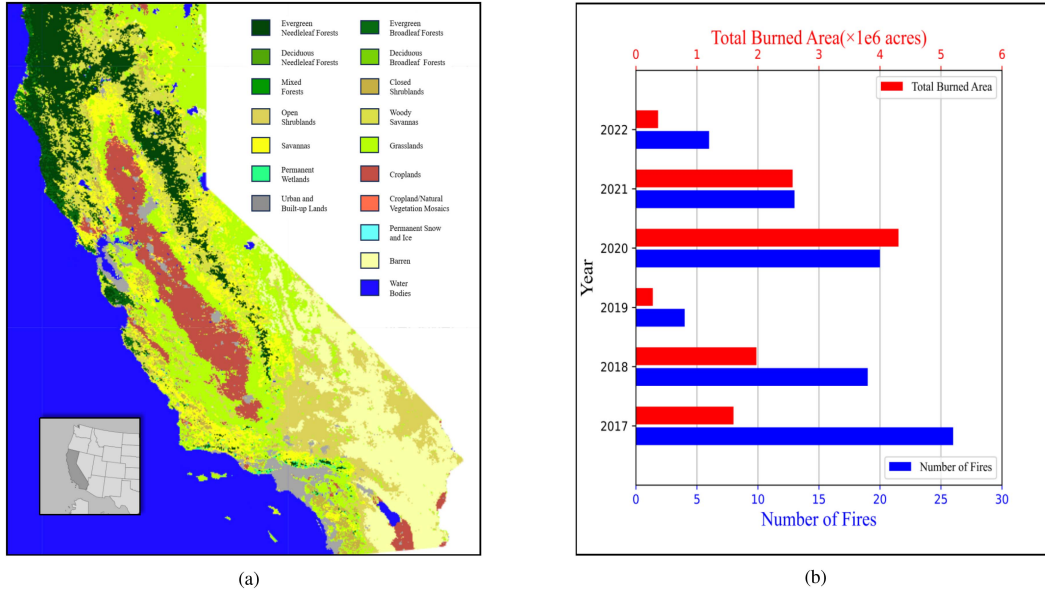 Evergreen
Needleleaf Forests
Evergreen
Broadleaf Forests
Deciduous
Needleleaf Forests
Deciduous
Broadleaf Forests
Mixed
Forests
Closed
Shrublands
Open
Shrublands
Woody
Savannas
Savannas
Grasslands
Permanent
Wetlands
Croplands
Urban and
Built-up Lands
Cropland/Natural
Vegetation Mosaics
Permanent Snow
and Ice
Barren
Water
Bodies
(a)
Total Burned Area(×1e6 acres)
0 1 2 3 4 5 6
Total Burned Area
Year
2022
2021
2020
2019
2018
2017
Number of Fires
0 5 10 15 20 25 30
Number of Fires
(b)